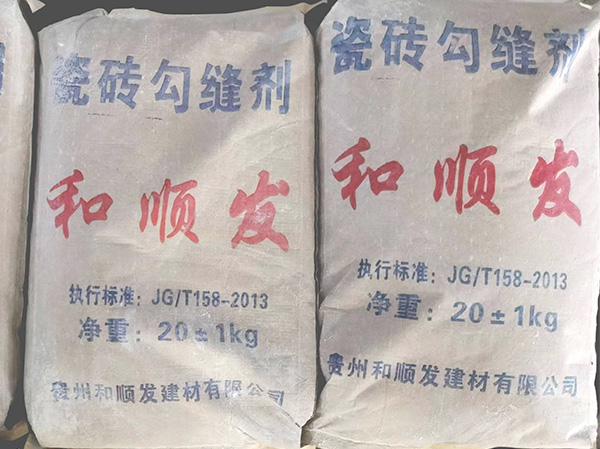 瓷砖勾缝剂
和顺发
执行标准：JG/T158-2013
净重：20±1kg
贵州和顺发建材有限公司
瓷砖勾缝剂
和顺发
执行标准：JG/T158-2013
净重：20±1kg
贵州和顺发建材有限公司